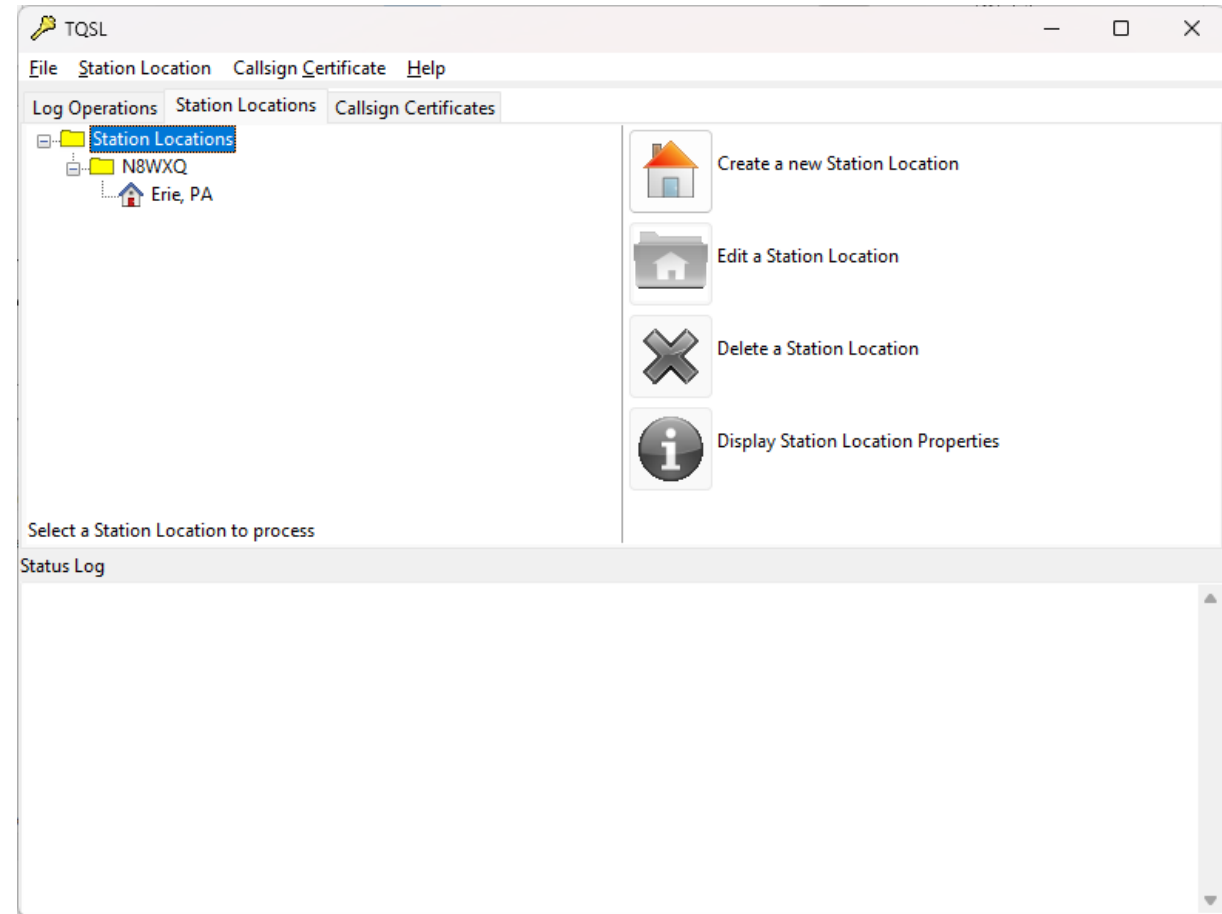 TQSL
File Station Location Callsign Certificate Help
Log Operations Station Locations Callsign Certificates
Station Locations
N8WXQ
Erie, PA
Create a new Station Location
Edit a Station Location
Delete a Station Location
Display Station Location Properties
Select a Station Location to process
Status Log